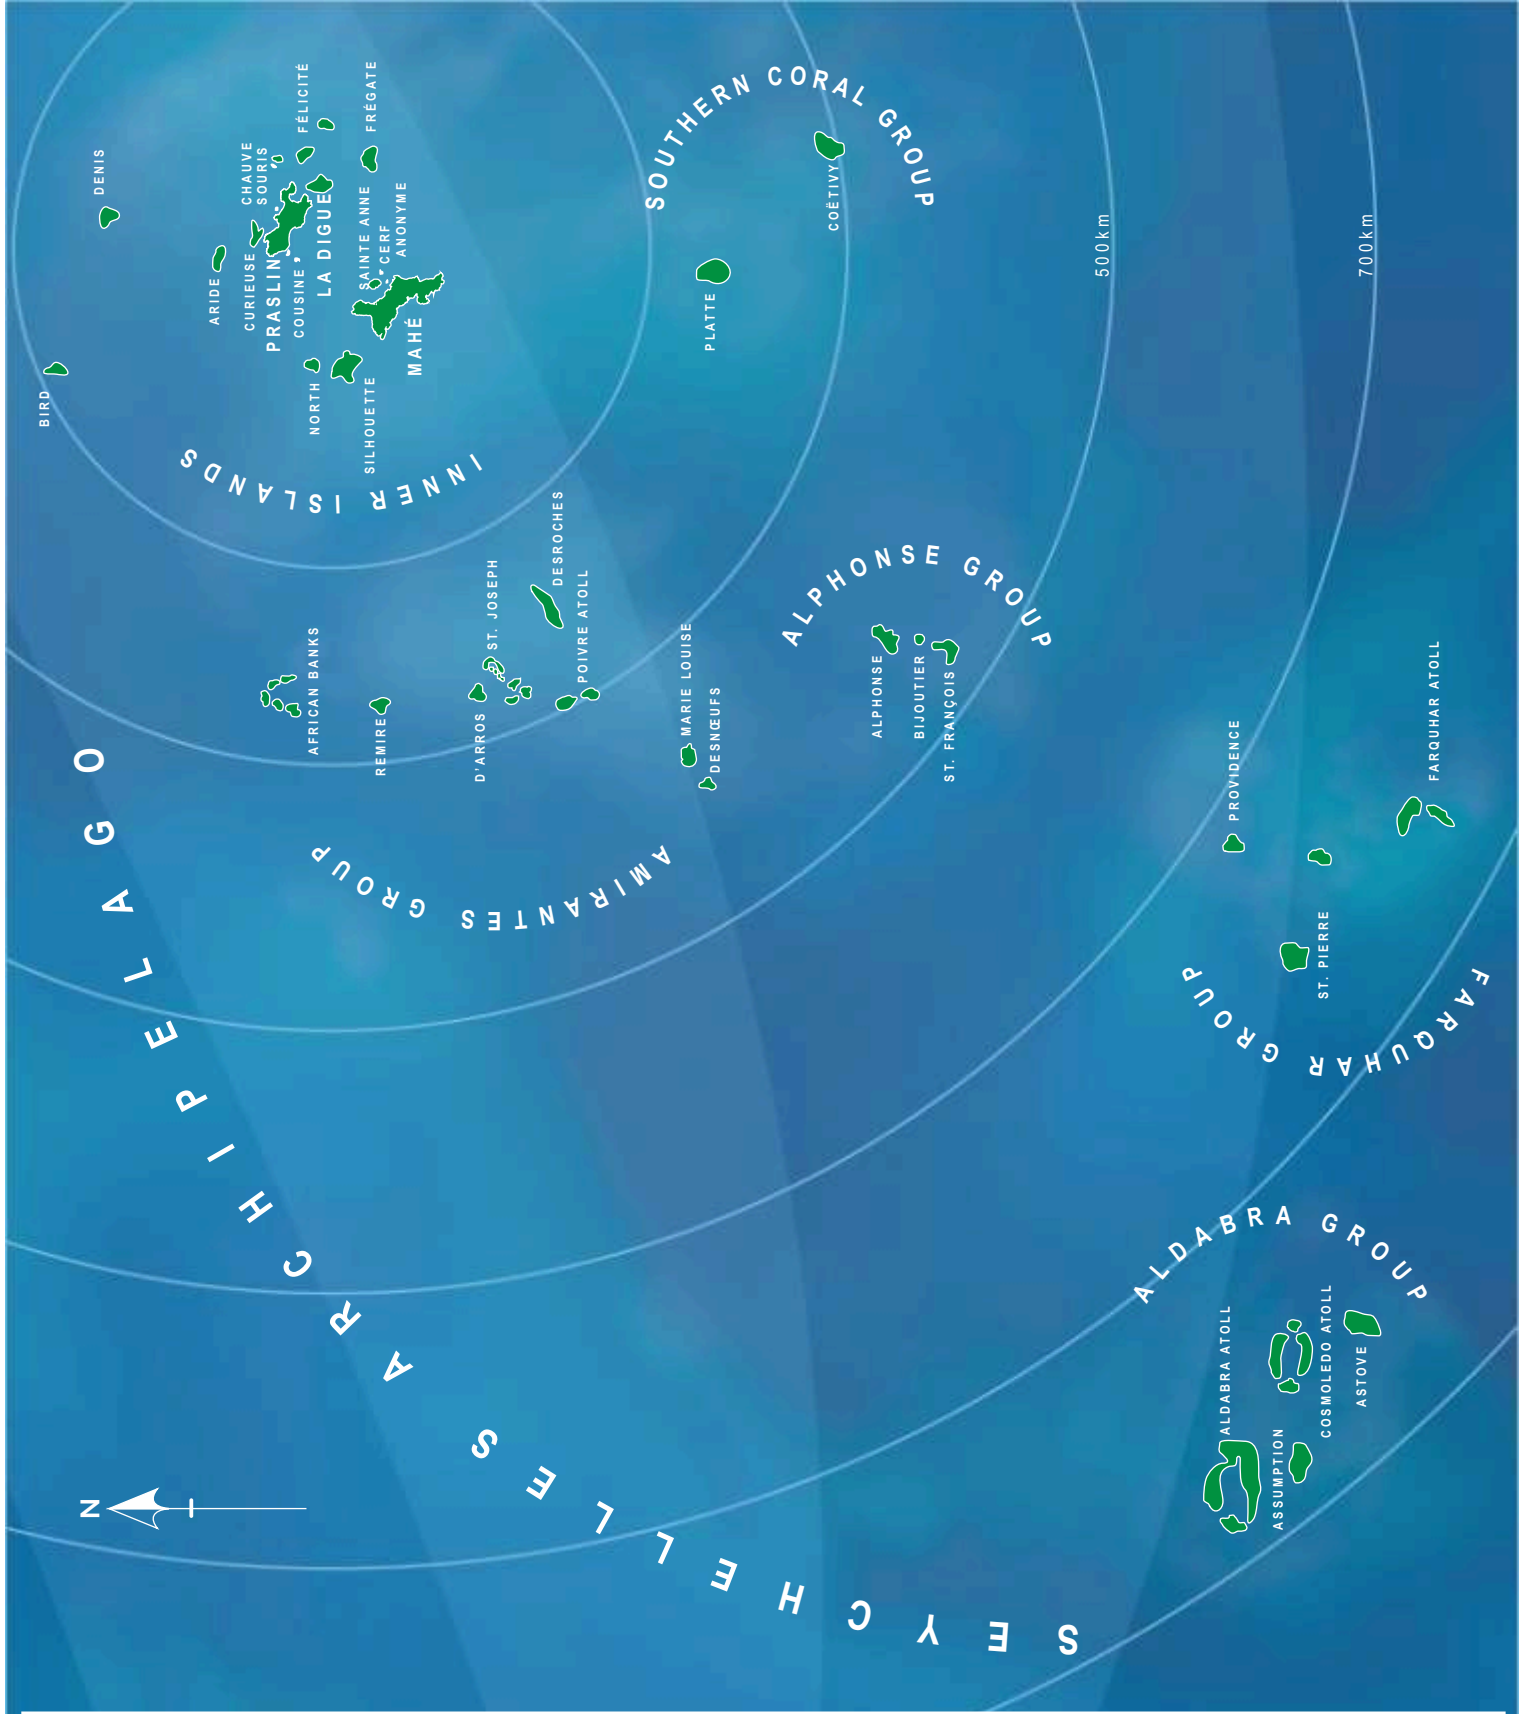 SEYCHELLES ARCHIPELAGO
N
INNER ISLANDS
BIRD
DENIS
ARIDE
CURIEUSE
CHAUVE
SOURIS
PRASLIN
COUSINE
FÉLICITÉ
LA DIGUE
NORTH
SILHOUETTE
SAINTE ANNE
CERF
ANONYME
FRÉGATE
MAHÉ
SOUTHERN CORAL GROUP
PLATTE
COËTIVY
AMIRANTES GROUP
AFRICAN BANKS
REMIRE
D'ARROS
ST. JOSEPH
DESROCHES
POIVRE ATOLL
MARIE LOUISE
DESNŒUFS
ALPHONSE GROUP
ALPHONSE
BIJOUTIER
ST. FRANÇOIS
500km
700km
FARQUHAR GROUP
PROVIDENCE
ST. PIERRE
FARQUHAR ATOLL
ALDABRA GROUP
ALDABRA ATOLL
ASSUMPTION
COSMOLEDO ATOLL
ASTOVE